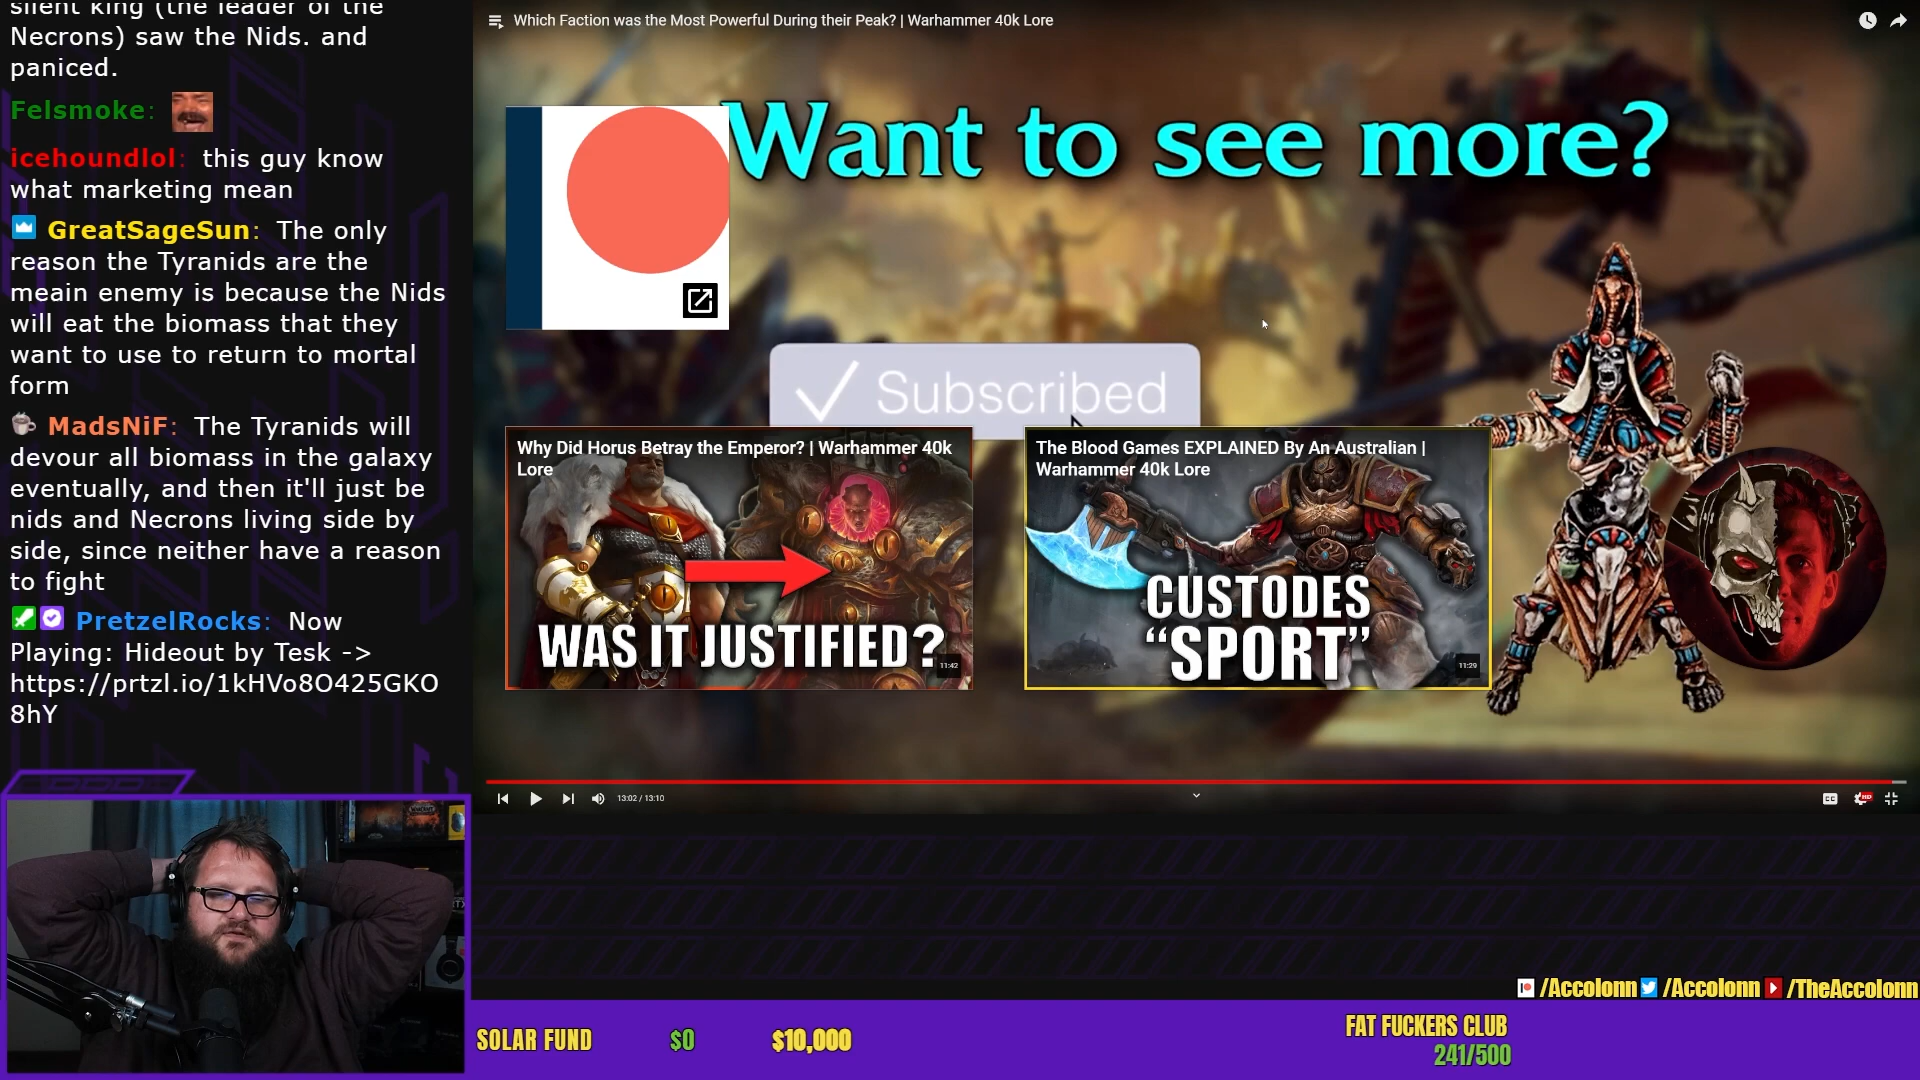 silent king (the leader of the
Necrons) saw the Nids. and
paniced.
Felsmoke:
icehoundlol: this guy know
what marketing mean
GreatSageSun: The only
reason the Tyranids are the
meain enemy is because the Nids
will eat the biomass that they
want to use to return to mortal
form
MadsNiF: The Tyranids will
devour all biomass in the galaxy
eventually, and then it'll just be
nids and Necrons living side by
side, since neither have a reason
to fight
PretzelRocks: Now
Playing: Hideout by Tesk ->
https://prtzl.io/1kHVo8O425GKO
8hY
Which Faction was the Most Powerful During their Peak? | Warhammer 40k Lore
Want to see more?
Subscribed
Why Did Horus Betray the Emperor? | Warhammer 40k
Lore
WAS IT JUSTIFIED?
11:42
The Blood Games EXPLAINED By An Australian |
Warhammer 40k Lore
CUSTODES
"SPORT"
11:29
13:02 / 13:10
CC
HD
/Accolonn /Accolonn /TheAccolonn
SOLAR FUND $0 $10,000
FAT FUCKERS CLUB
241/500